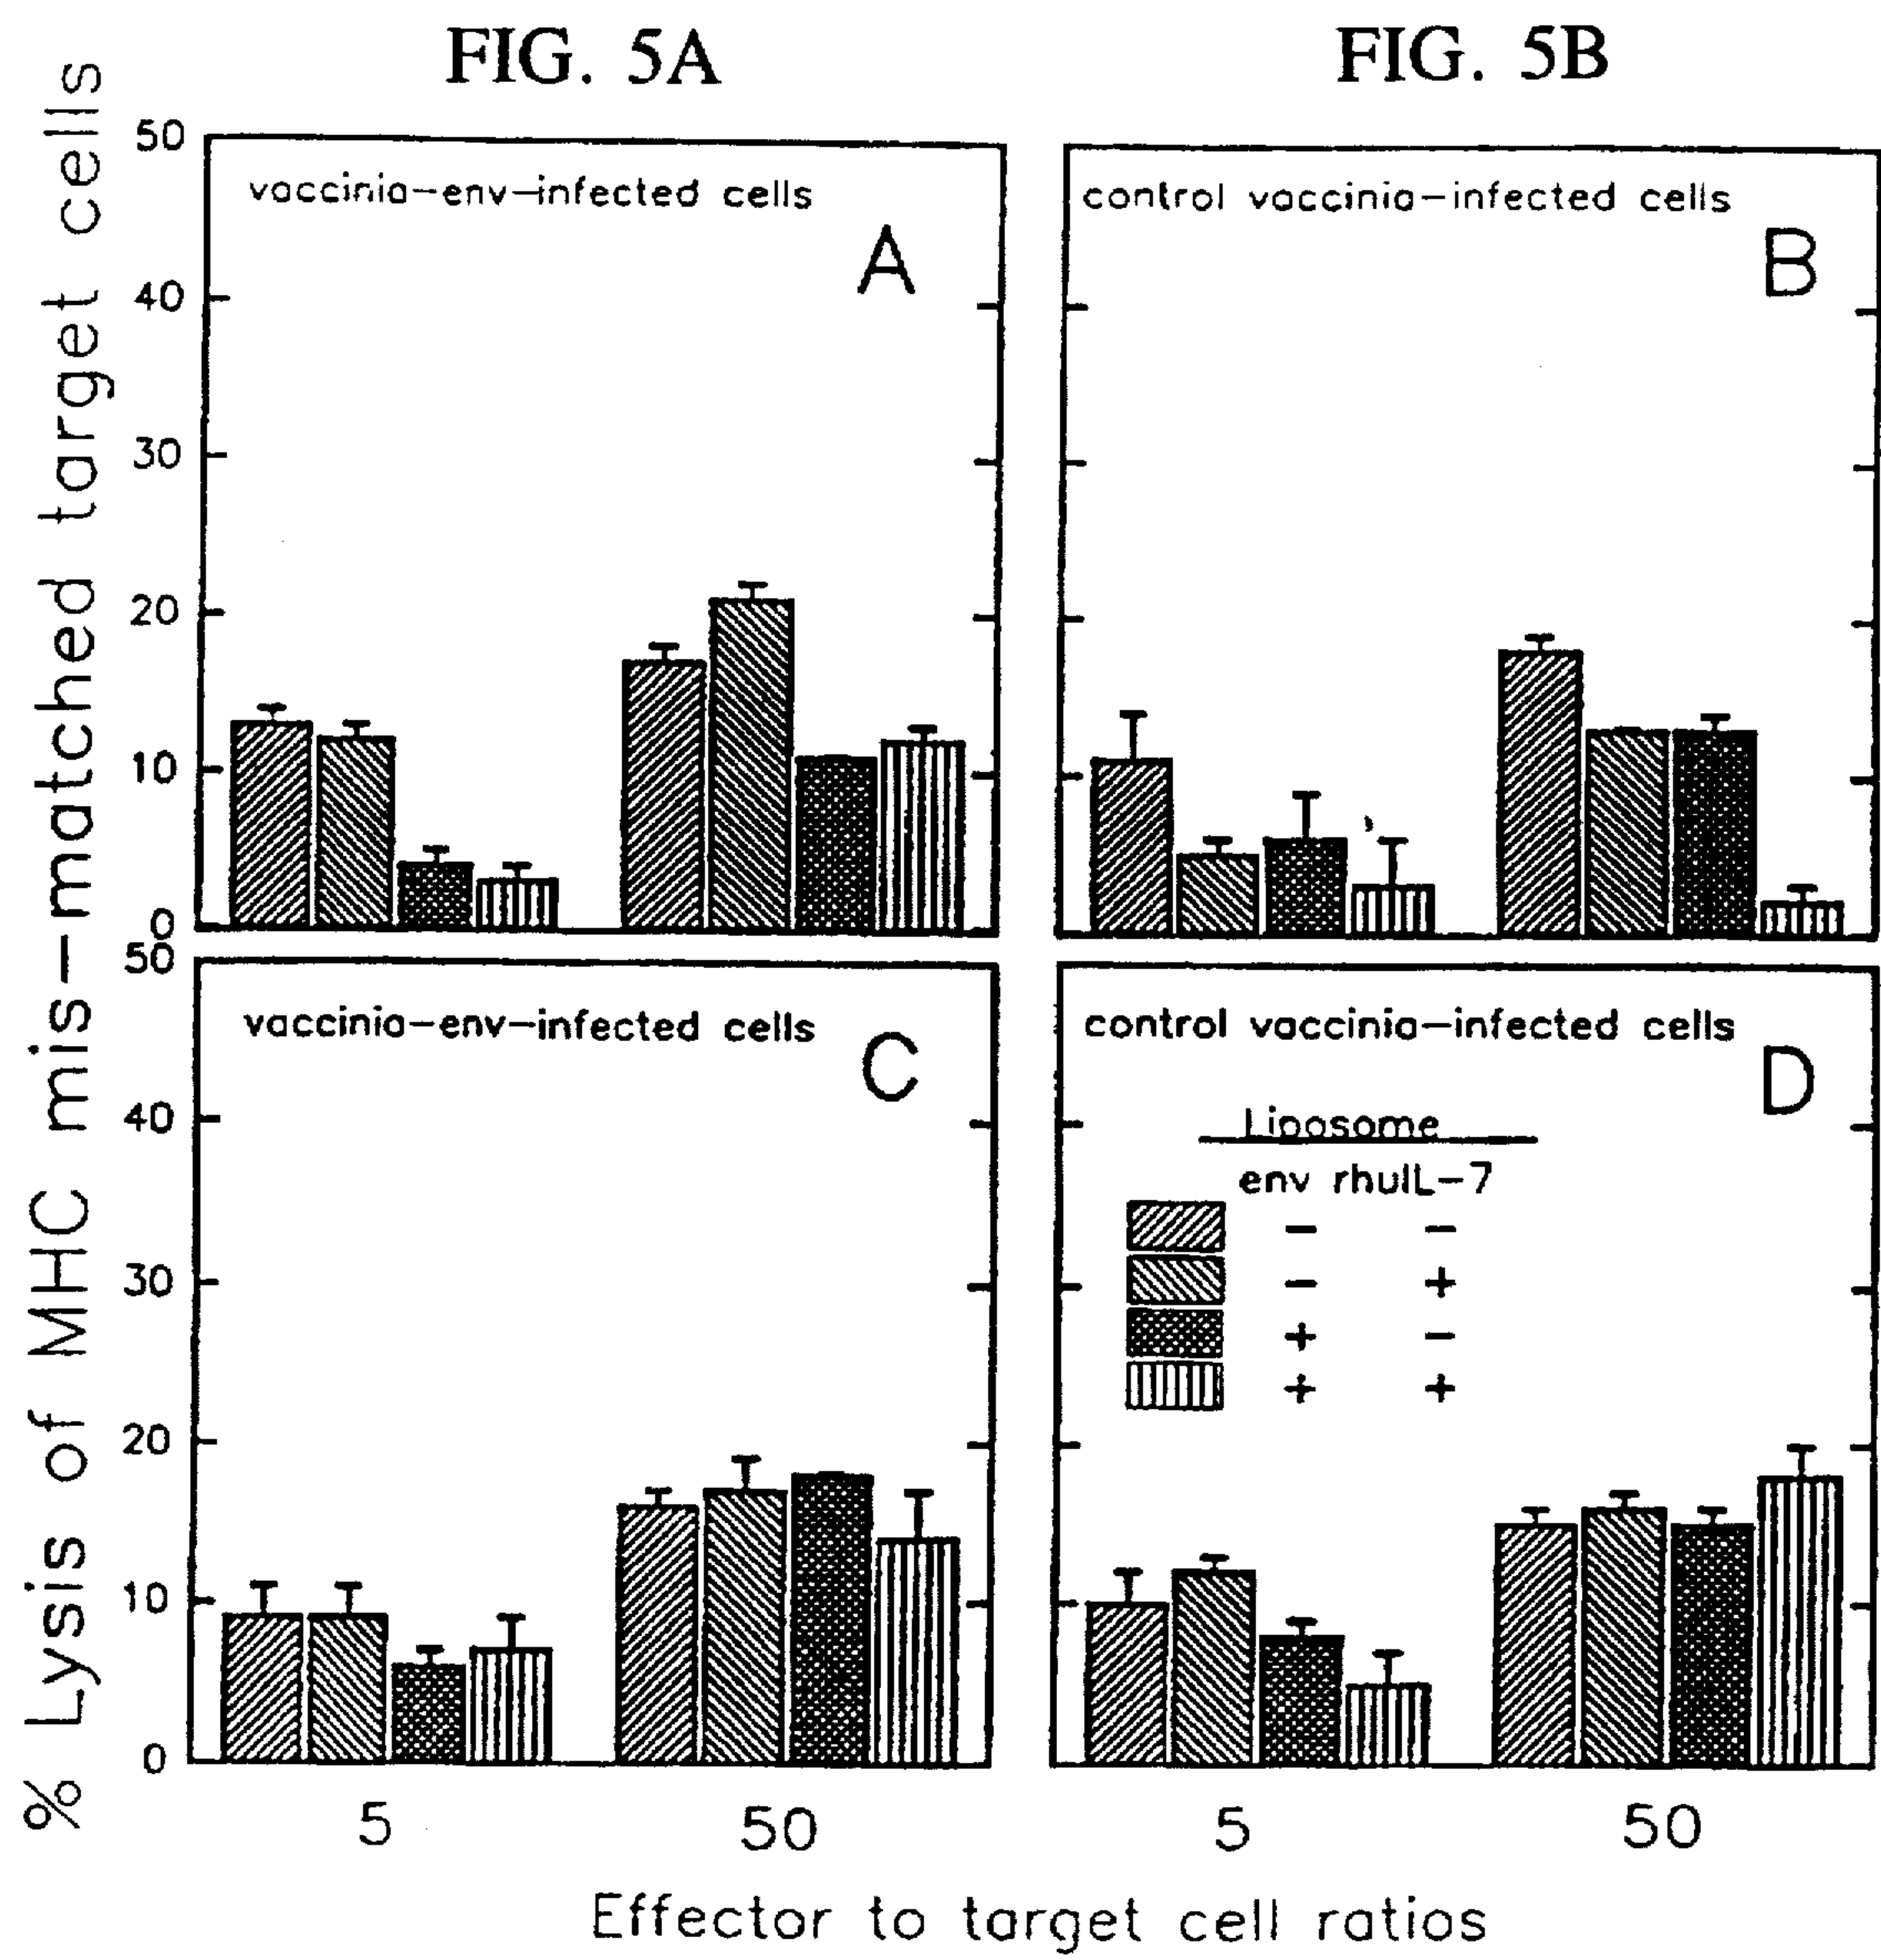 FIG. 5A
FIG. 5B
% Lysis of MHC mis-matched target cells
50
40
30
20
10
0
vaccinia-env-infected cells
A
control vaccinia-infected cells
B
50
40
30
20
10
0
vaccinia-env-infected cells
C
control vaccinia-infected cells
D
Liposome
env rhuIL-7
- -
- +
+ -
+ +
5 50 5 50
Effector to target cell ratios